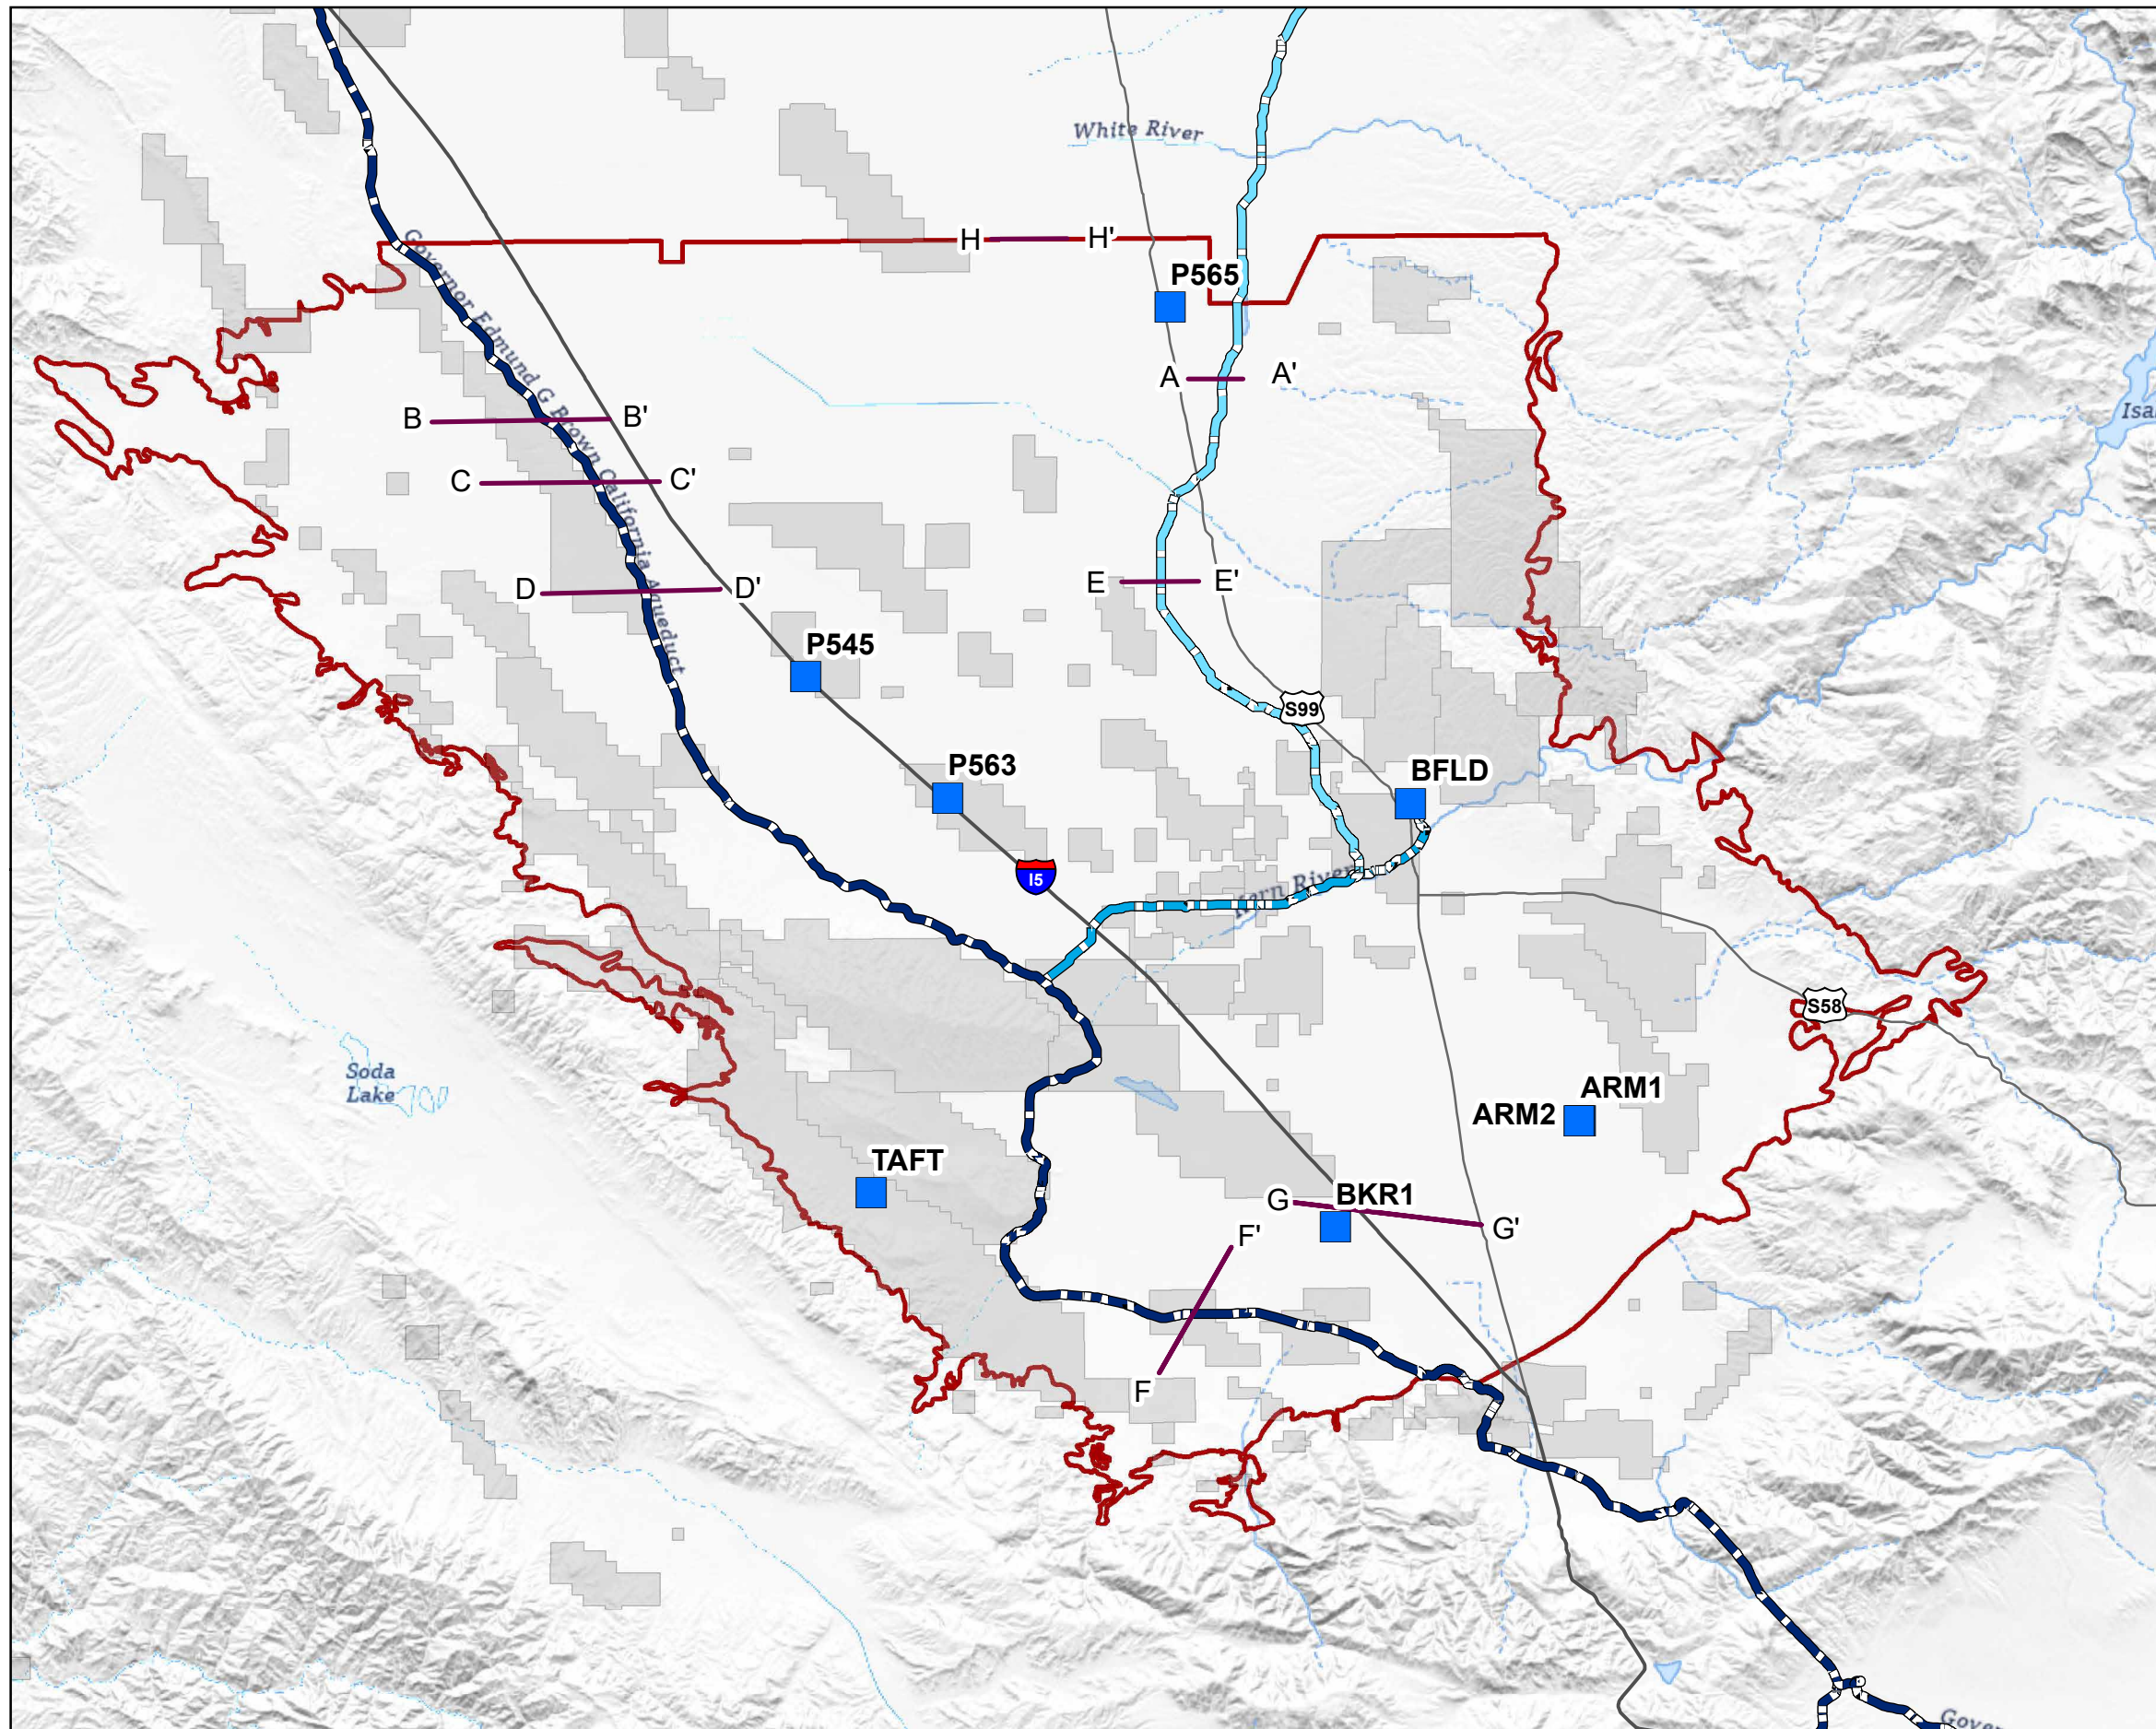 White River
H
H'
P565
Governor Edmund G Brown California Aqueduct
A
A'
B
B'
C
C'
D
D'
E
E'
P545
S99
P563
BFLD
I5
Kern River
S58
Soda
Lake
ARM1
ARM2
TAFT
G
BKR1
G'
F'
F